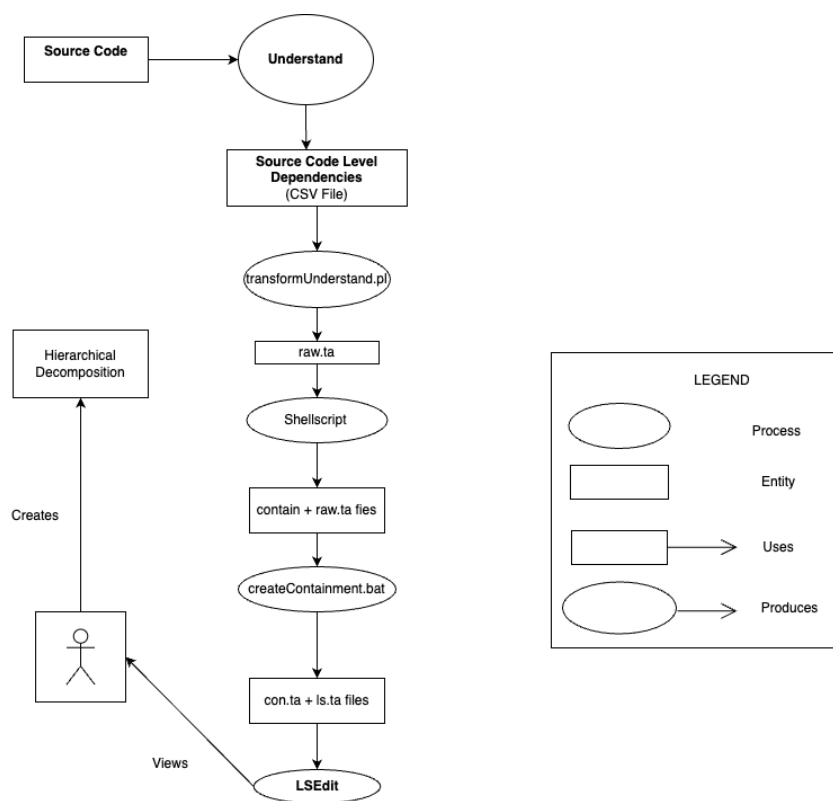 Source Code
Understand
Source Code Level
Dependencies
(CSV File)
transformUnderstand.pl
raw.ta
Hierarchical
Decomposition
Shellscript
contain + raw.ta fies
Creates
createContainment.bat
con.ta + ls.ta files
Views
LSEdit
LEGEND
Process
Entity
Uses
Produces